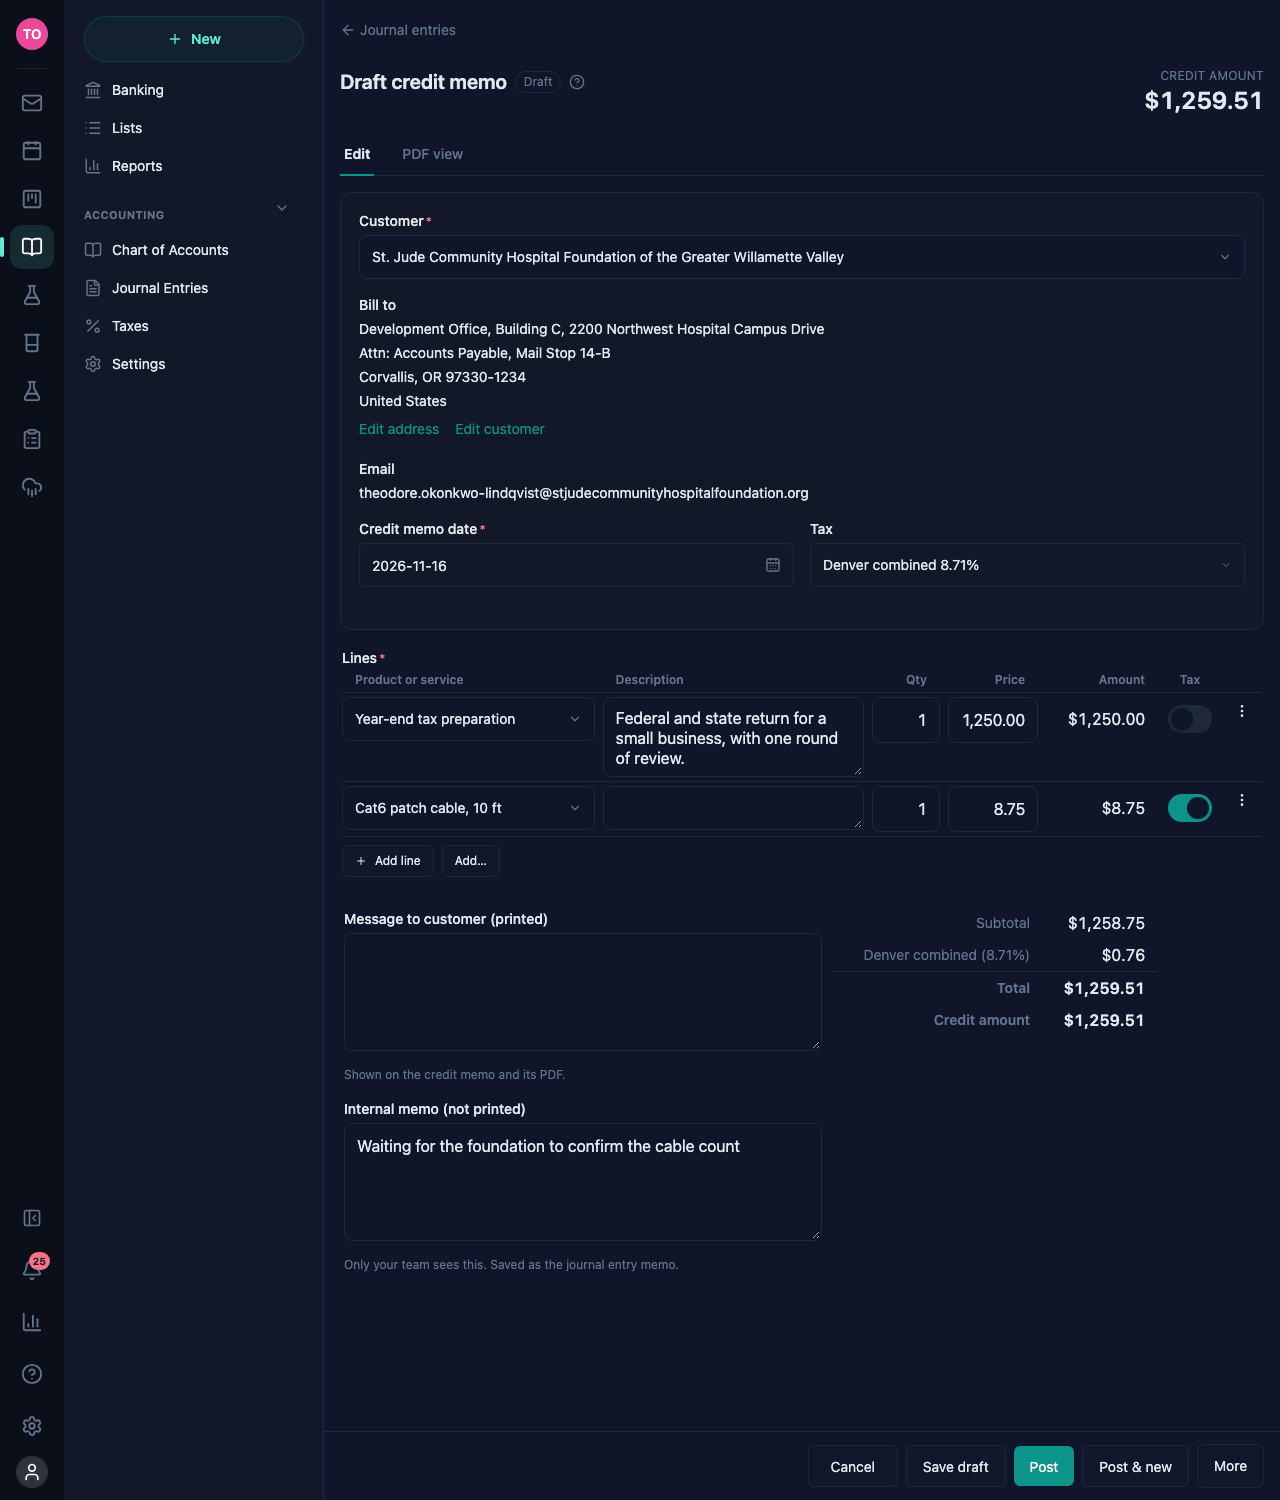 TO
New
Banking
Lists
Reports
ACCOUNTING
Chart of Accounts
Journal Entries
Taxes
Settings
25
Journal entries
Draft credit memo
Draft
CREDIT AMOUNT
$1,259.51
Edit
PDF view
Customer*
St. Jude Community Hospital Foundation of the Greater Willamette Valley
Bill to
Development Office, Building C, 2200 Northwest Hospital Campus Drive
Attn: Accounts Payable, Mail Stop 14-B
Corvallis, OR 97330-1234
United States
Edit address
Edit customer
Email
theodore.okonkwo-lindqvist@stjudecommunityhospitalfoundation.org
Credit memo date*
Tax
2026-11-16
Denver combined 8.71%
Lines*
Product or service Description Qty Price Amount Tax
Year-end tax preparation
Federal and state return for a
small business, with one round
of review.
1 1,250.00 $1,250.00
Cat6 patch cable, 10 ft
1 8.75 $8.75
Add line
Add...
Message to customer (printed)
Shown on the credit memo and its PDF.
Subtotal $1,258.75
Denver combined (8.71%) $0.76
Total $1,259.51
Credit amount $1,259.51
Internal memo (not printed)
Waiting for the foundation to confirm the cable count
Only your team sees this. Saved as the journal entry memo.
Cancel
Save draft
Post
Post & new
More